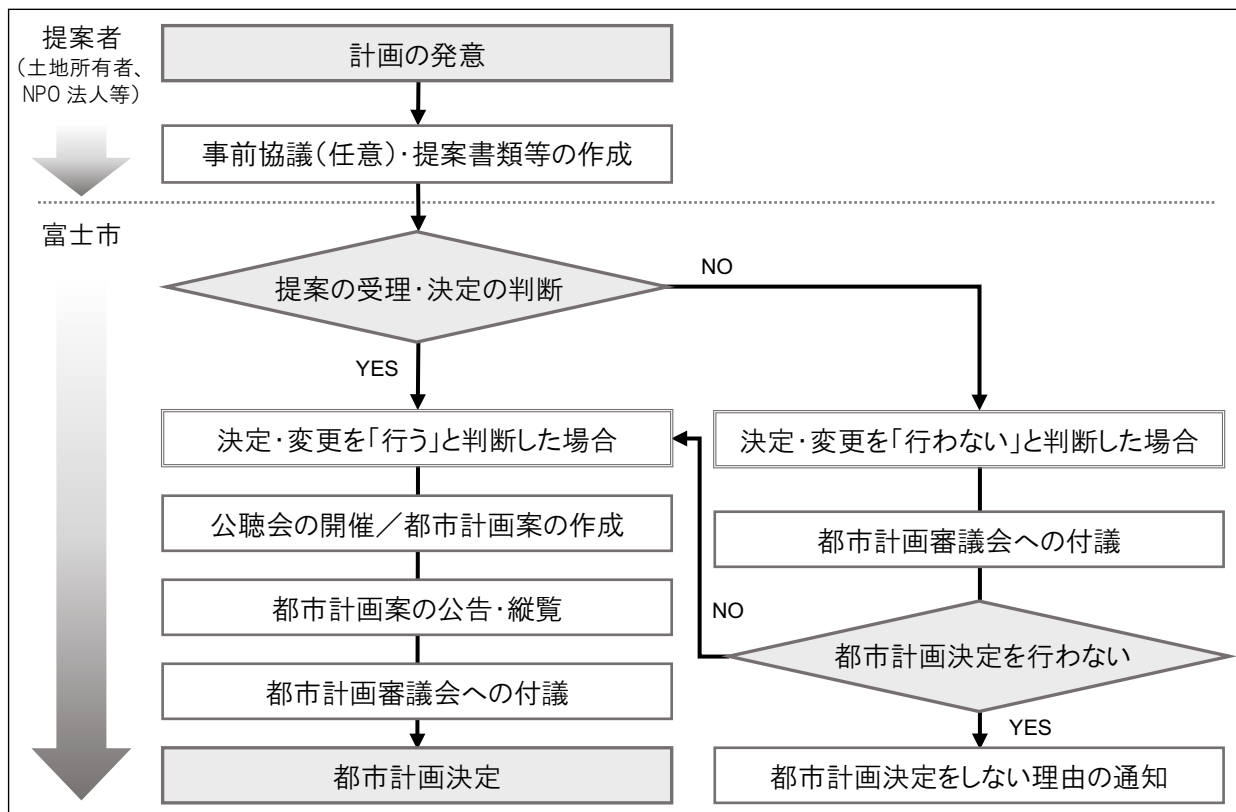 提案者
（土地所有者、
NPO 法人等）
計画の発意
事前協議（任意）・提案書類等の作成
富士市
提案の受理・決定の判断
NO
YES
決定・変更を「行う」と判断した場合
決定・変更を「行わない」と判断した場合
公聴会の開催／都市計画案の作成
都市計画審議会への付議
都市計画案の公告・縦覧
NO
都市計画決定を行わない
都市計画審議会への付議
YES
都市計画決定
都市計画決定をしない理由の通知